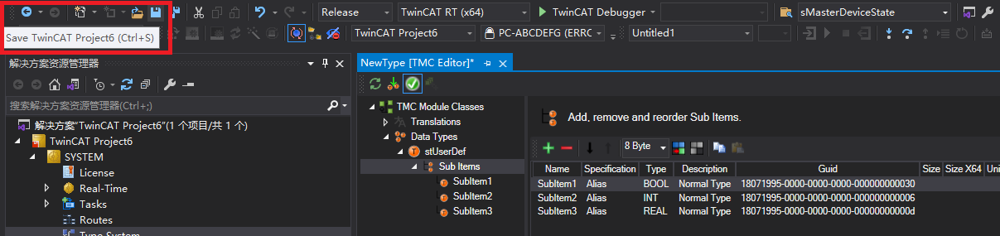 Release
TwinCAT RT (x64)
TwinCAT Debugger
sMasterDeviceState
Save TwinCAT Project6 (Ctrl+S)
TwinCAT Project6
PC-ABCDEFG (ERRC
Untitled1
解决方案资源管理器
搜索解决方案资源管理器(Ctrl+;)
解决方案"TwinCAT Project6"(1 个项目/共 1 个)
TwinCAT Project6
SYSTEM
License
Real-Time
Tasks
Routes
Type System
NewType [TMC Editor]*
TMC Module Classes
Translations
Data Types
stUserDef
Sub Items
SubItem1
SubItem2
SubItem3
Add, remove and reorder Sub Items.
8 Byte
Name Specification Type Description Guid Size Size X64 Uni
SubItem1 Alias BOOL Normal Type 18071995-0000-0000-0000-000000000030
SubItem2 Alias INT Normal Type 18071995-0000-0000-0000-000000000006
SubItem3 Alias REAL Normal Type 18071995-0000-0000-0000-00000000000d